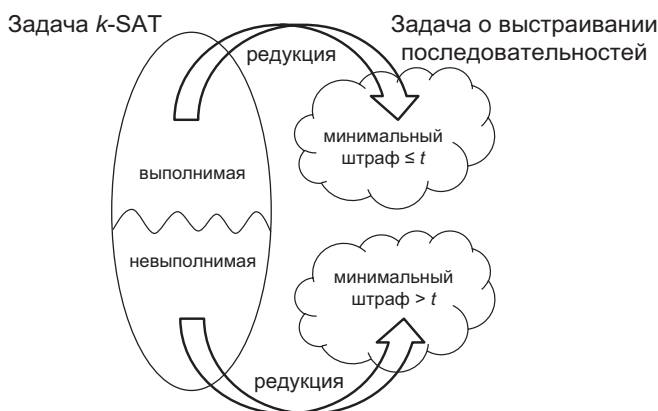 Задача k-SAT
Задача о выстраивании
последовательностей
редукция
минимальный
штраф ≤ t
выполнимая
невыполнимая
минимальный
штраф > t
редукция